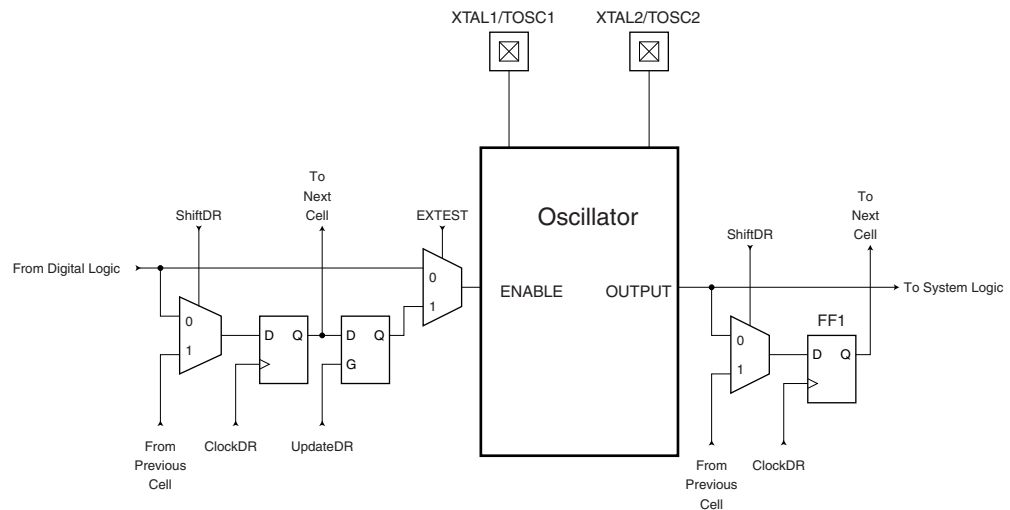 XTAL1/TOSC1
XTAL2/TOSC2
To
Next
Cell
ShiftDR
EXTEST
From Digital Logic
0
1
D Q
D Q
G
0
1
From
Previous
Cell
ClockDR
UpdateDR
Oscillator
ENABLE
OUTPUT
To
Next
Cell
ShiftDR
To System Logic
FF1
0
1
D Q
From
Previous
Cell
ClockDR